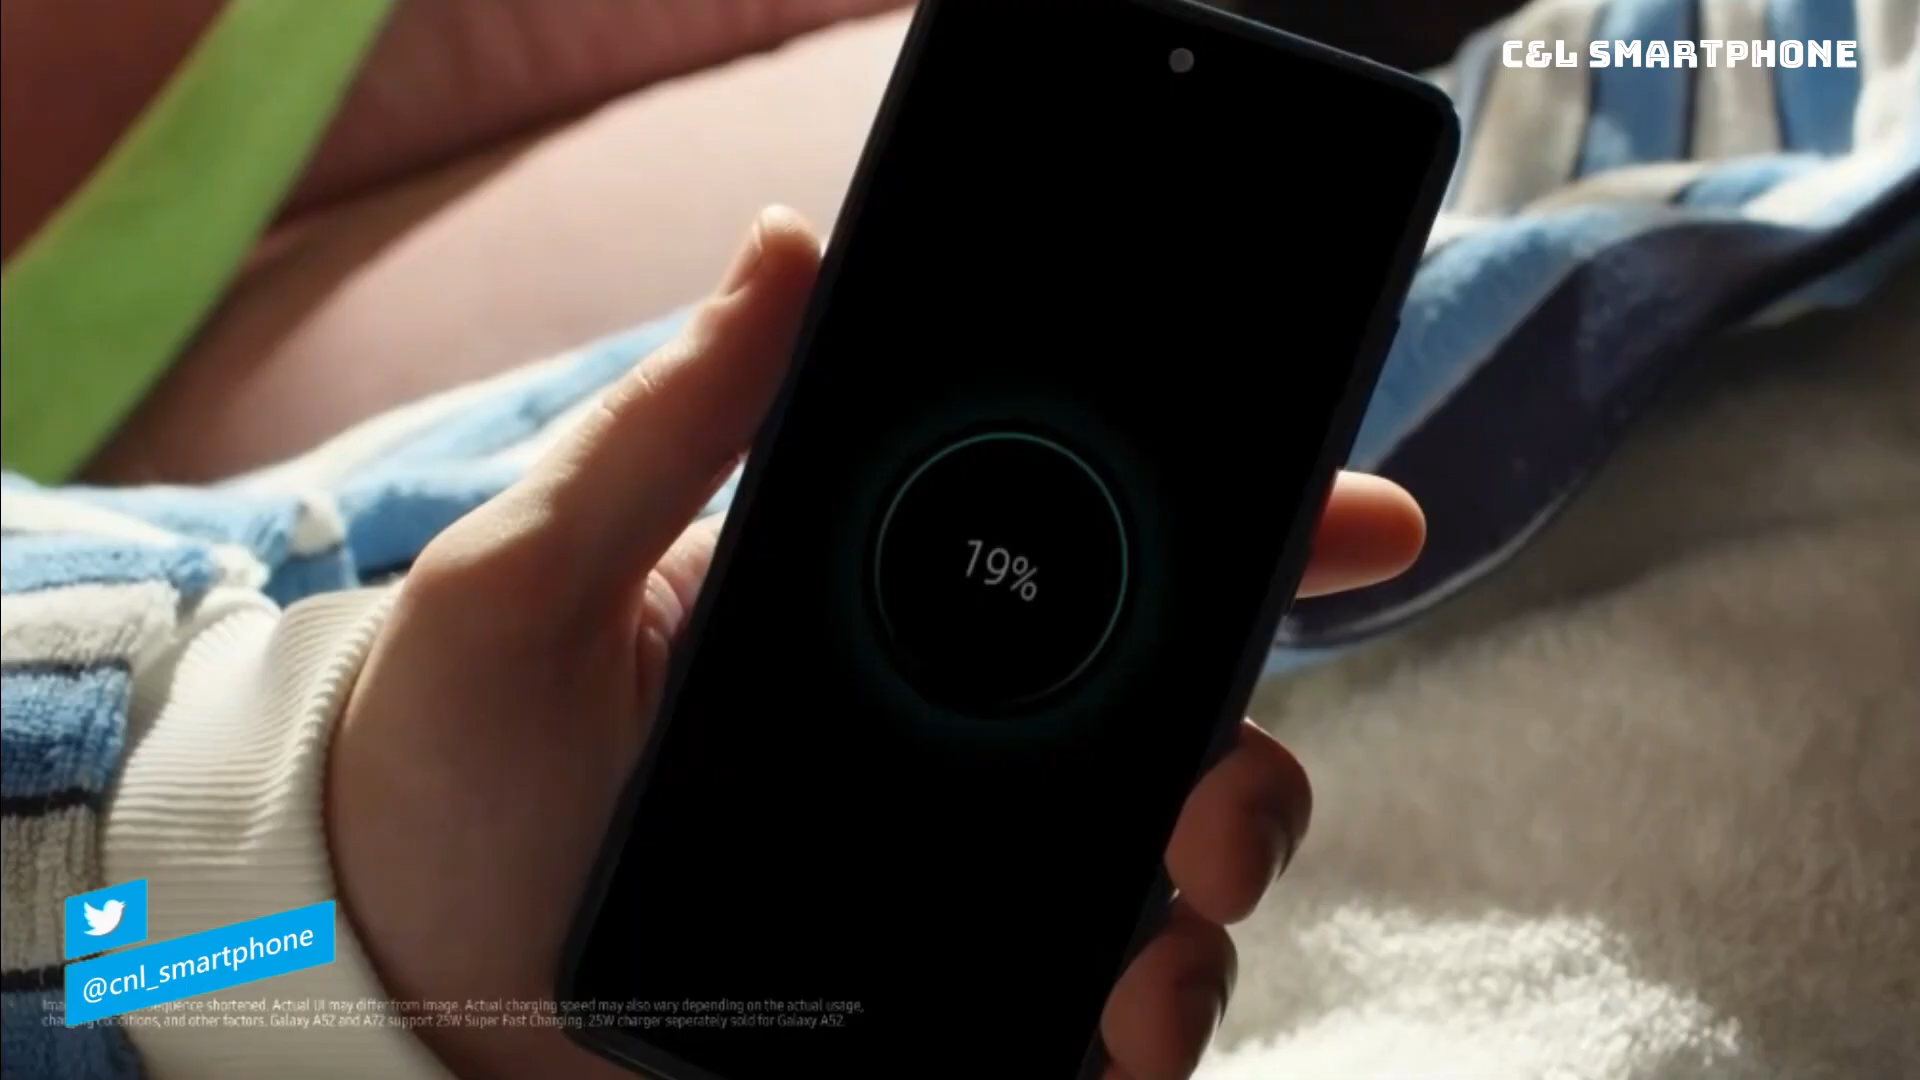 C&L SMARTPHONE
19%
@cnl_smartphone
sequence shortened. Actual UI may differ from image. Actual charging speed may also vary depending on the actual usage,
conditions, and other factors. Galaxy A52 and A72 support 25W Super Fast Charging. 25W charger seperately sold for Galaxy A52.